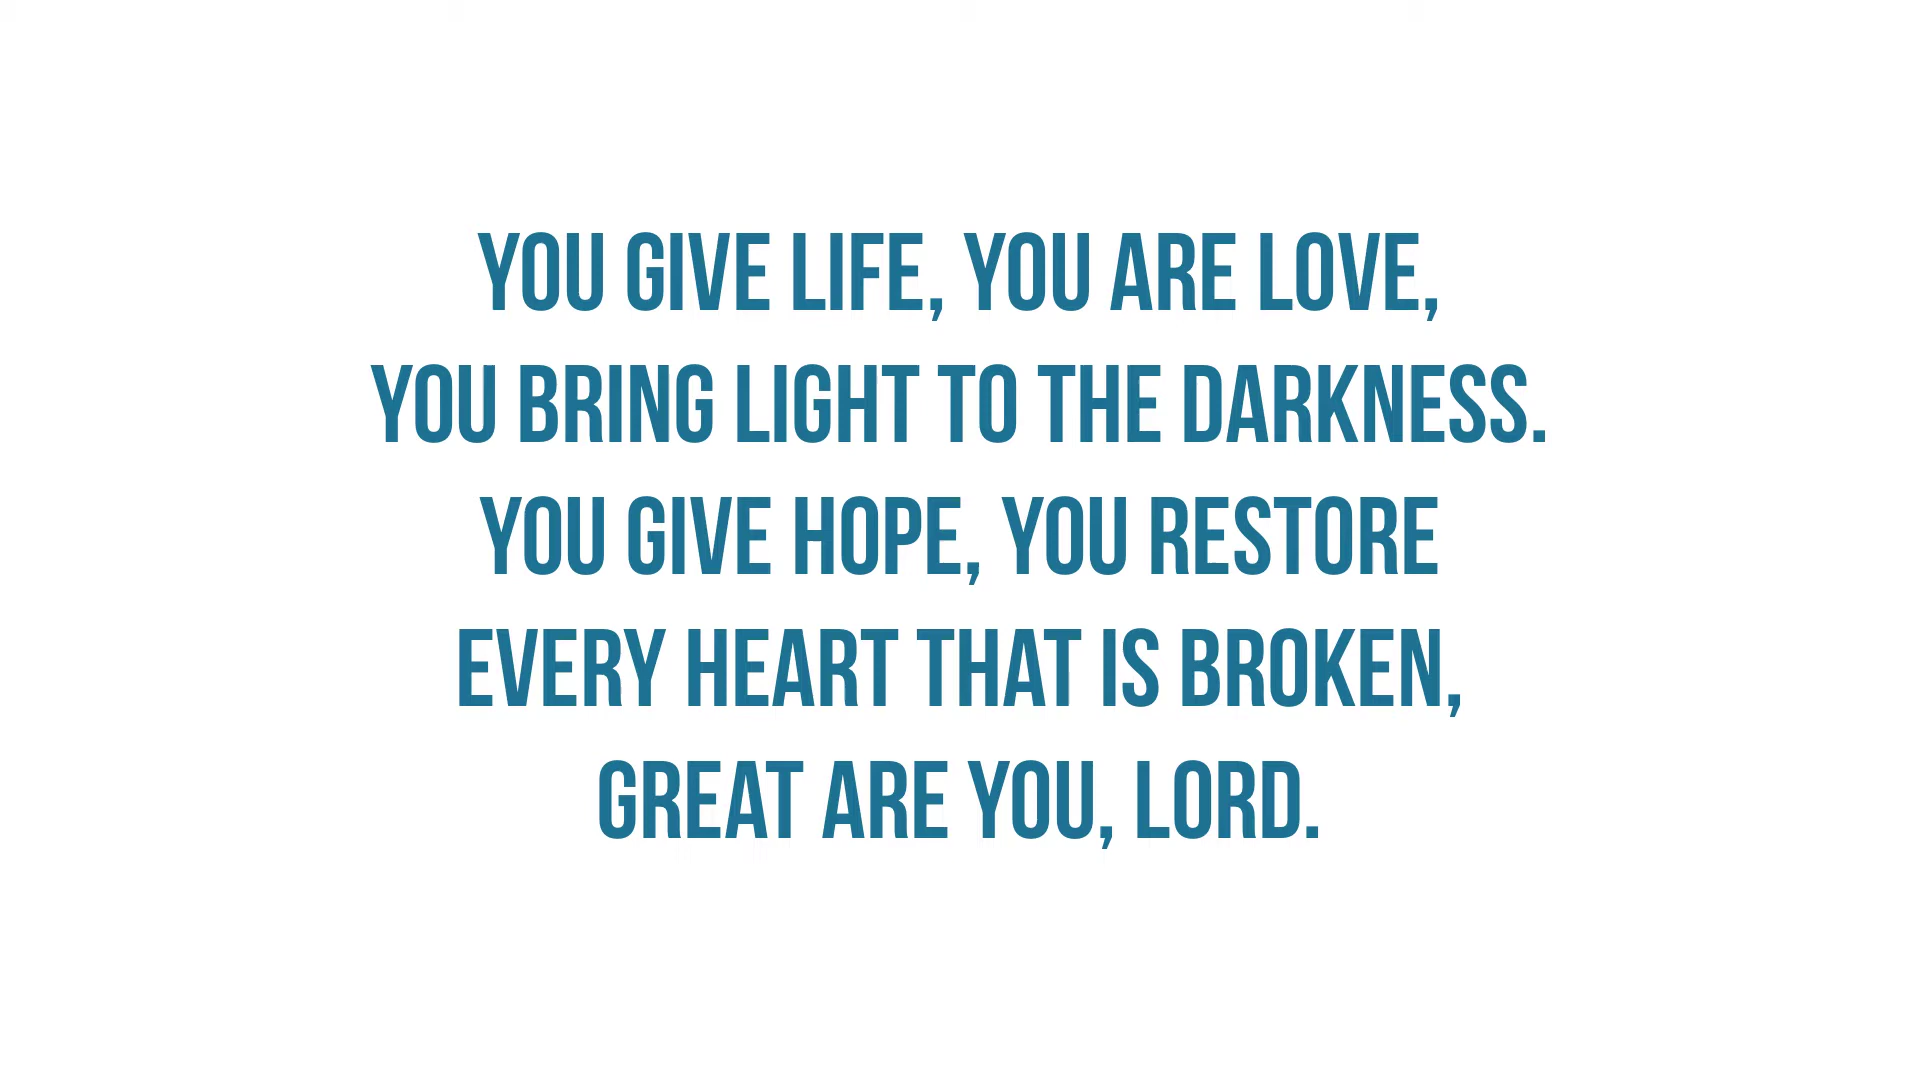 YOU GIVE LIFE, YOU ARE LOVE,
YOU BRING LIGHT TO THE DARKNESS.
YOU GIVE HOPE, YOU RESTORE
EVERY HEART THAT IS BROKEN,
GREAT ARE YOU, LORD.